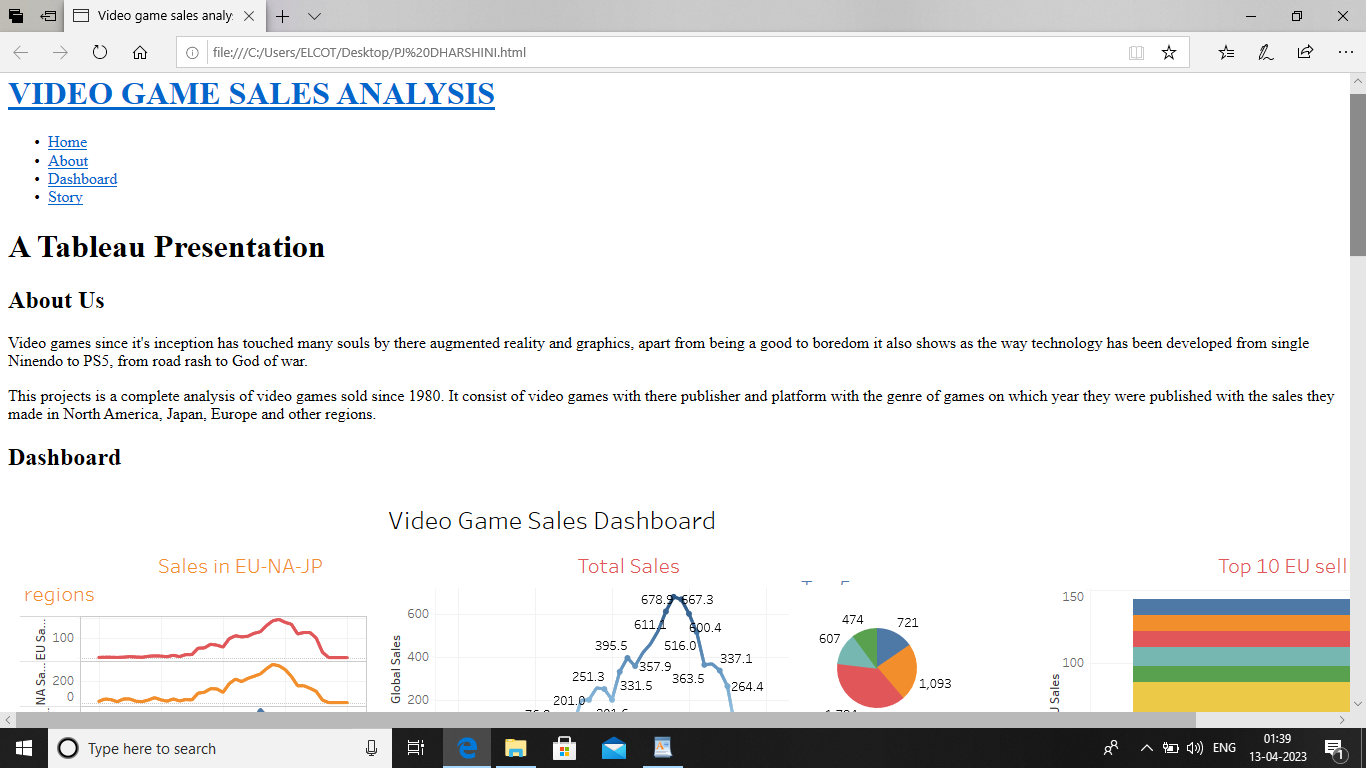 Video game sales analy
file:///C:/Users/ELCOT/Desktop/PJ%20DHARSHINI.html
VIDEO GAME SALES ANALYSIS
• Home
• About
• Dashboard
• Story
A Tableau Presentation
About Us
Video games since it's inception has touched many souls by there augmented reality and graphics, apart from being a good to boredom it also shows as the way technology has been developed from single
Ninendo to PS5, from road rash to God of war.
This projects is a complete analysis of video games sold since 1980. It consist of video games with there publisher and platform with the genre of games on which year they were published with the sales they
made in North America, Japan, Europe and other regions.
Dashboard
Video Game Sales Dashboard
Sales in EU-NA-JP
regions
EU Sa...
100
NA Sa...
200
0
Total Sales
Global Sales
600
400
200
678.9
667.3
611.1
600.4
395.5
516.0
357.9
337.1
251.3
363.5
331.5
264.4
201.0
474
721
607
1,093
Top 10 EU sell
150
100
Sales
Type here to search
ENG
01:39
13-04-2023
1